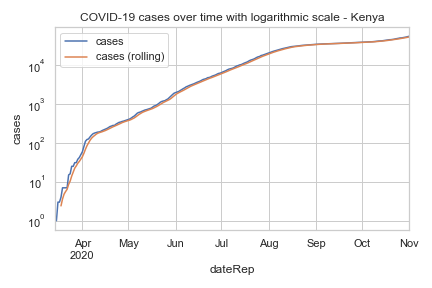 COVID-19 cases over time with logarithmic scale - Kenya
cases
cases (rolling)
10⁴
10³
10²
10¹
10⁰
cases
Apr May Jun Jul Aug Sep Oct Nov
2020
dateRep